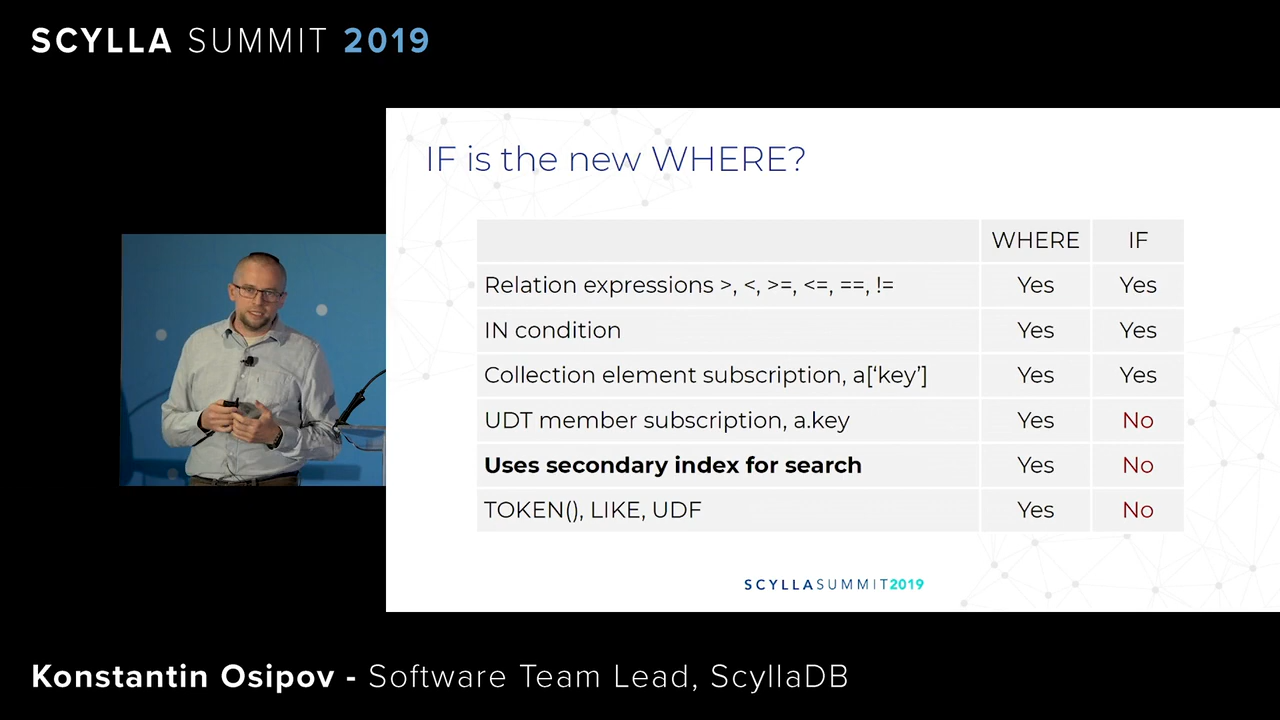 SCYLLA SUMMIT 2019
IF is the new WHERE?
WHERE IF
Relation expressions >, <, >=, <=, ==, != Yes Yes
IN condition Yes Yes
Collection element subscription, a[‘key’] Yes Yes
UDT member subscription, a.key Yes No
Uses secondary index for search Yes No
TOKEN(), LIKE, UDF Yes No
SCYLLASUMMIT2019
Konstantin Osipov - Software Team Lead, ScyllaDB